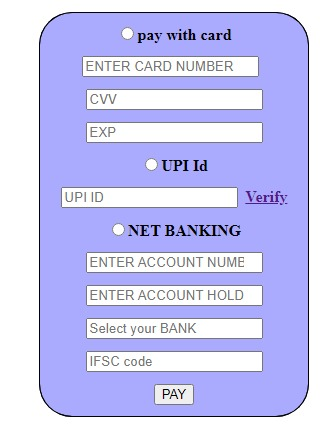 pay with card
ENTER CARD NUMBER
CVV
EXP
UPI Id
UPI ID Verify
NET BANKING
ENTER ACCOUNT NUME
ENTER ACCOUNT HOLD
Select your BANK
IFSC code
PAY